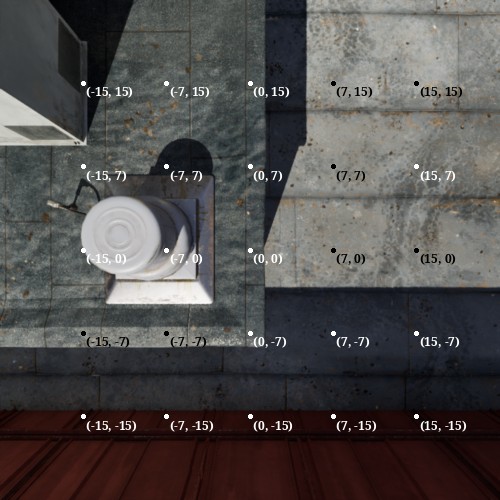 (-15, 15) (-7, 15) (0, 15) (7, 15) (15, 15)
(-15, 7) (-7, 7) (0, 7) (7, 7) (15, 7)
(-15, 0) (-7, 0) (0, 0) (7, 0) (15, 0)
(-15, -7) (-7, -7) (0, -7) (7, -7) (15, -7)
(-15, -15) (-7, -15) (0, -15) (7, -15) (15, -15)